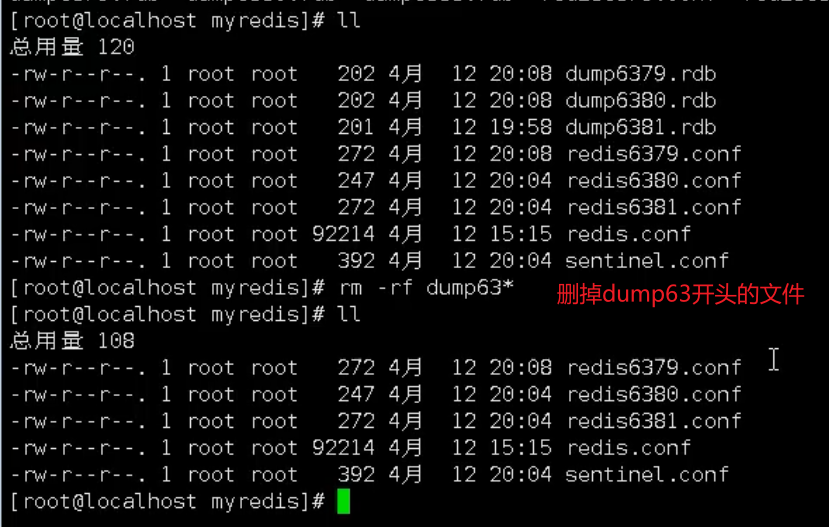 [root@localhost myredis]# ll
总用量 120
-rw-r--r--. 1 root root   202 4月  12 20:08 dump6379.rdb
-rw-r--r--. 1 root root   202 4月  12 20:08 dump6380.rdb
-rw-r--r--. 1 root root   201 4月  12 19:58 dump6381.rdb
-rw-r--r--. 1 root root   272 4月  12 20:08 redis6379.conf
-rw-r--r--. 1 root root   247 4月  12 20:04 redis6380.conf
-rw-r--r--. 1 root root   272 4月  12 20:04 redis6381.conf
-rw-r--r--. 1 root root 92214 4月  12 15:15 redis.conf
-rw-r--r--. 1 root root   392 4月  12 20:04 sentinel.conf
[root@localhost myredis]# rm -rf dump63* 删掉dump63开头的文件
[root@localhost myredis]# ll
总用量 108
-rw-r--r--. 1 root root   272 4月  12 20:08 redis6379.conf
-rw-r--r--. 1 root root   247 4月  12 20:04 redis6380.conf
-rw-r--r--. 1 root root   272 4月  12 20:04 redis6381.conf
-rw-r--r--. 1 root root 92214 4月  12 15:15 redis.conf
-rw-r--r--. 1 root root   392 4月  12 20:04 sentinel.conf
[root@localhost myredis]#